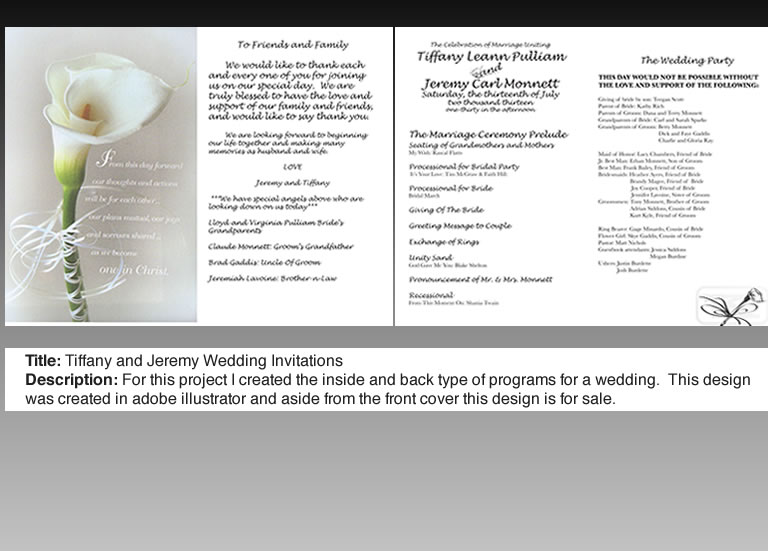 From this day forward
our thoughts and actions
will be for each other...
our plans mutual, our joys
and sorrows shared...
as we become
one in Christ.
To Friends and Family
We would like to thank each
and every one of you for joining
us on our special day. We are
truly blessed to have the love and
support of our family and friends,
and would like to say thank you.
We are looking forward to beginning
our life together and making many
memories as husband and wife.
LOVE
Jeremy and Tiffany
***We have special angels above who are
looking down on us today***
Lloyd and Virginia Pulliam Bride's
Grandparents
Claude Monnett: Groom's Grandfather
Brad Gaddis: Uncle Of Groom
Jeremiah Lavoine: Brother-n-Law
The Celebration of Marriage Uniting
Tiffany Leann Pulliam
and
Jeremy Carl Monnett
Saturday, the thirteenth of July
two thousand thirteen
one-thirty in the afternoon.
The Marriage Ceremony Prelude
Seating of Grandmothers and Mothers
My Wish: Rascal Flatts
Processional for Bridal Party
It's Your Love: Tim McGraw & Faith Hill
Processional for Bride
Bridal March
Giving Of The Bride
Greeting Message to Couple
Exchange of Rings
Unity Sand
God Gave Me You: Blake Shelton
Pronouncement of Mr. & Mrs. Monnett
Recessional
From This Moment On: Shania Twain
The Wedding Party
THIS DAY WOULD NOT BE POSSIBLE WITHOUT
THE LOVE AND SUPPORT OF THE FOLLOWING:
Giving of bride by son: Teegan Scott
Parent of Bride: Kathy Rich
Parents of Groom: Dana and Terry Monnett
Grandparents of Bride: Carl and Sarah Sparks
Grandparents of Groom: Betty Monnett
Dick and Faye Gaddis
Charlie and Gloria Ray
Maid of Honor: Lacy Chambers, Friend of Bride
Jr. Best Man: Ethan Monnett, Son of Groom
Best Man: Frank Bailey, Friend of Groom
Bridesmaids: Heather Ayers, Friend of Bride
Brandy Mages, Friend of Bride
Joy Cooper, Friend of Bride
Jennifer Lavoine, Sister of Groom
Groomsmen: Tony Monnett, Brother of Groom
Adrian Sublous, Cousin of Bride
Kurt Kyle, Friend of Groom
Ring Bearer: Gage Minardo, Cousin of Bride
Flower Girl: Skye Gaddis, Cousin of Groom
Pastor: Matt Nichols
Guestbook attendants: Jessica Sublous
Megan Burdine
Ushers: Justin Burdette
Josh Burdette
Title: Tiffany and Jeremy Wedding Invitations
Description: For this project I created the inside and back type of programs for a wedding. This design
was created in adobe illustrator and aside from the front cover this design is for sale.